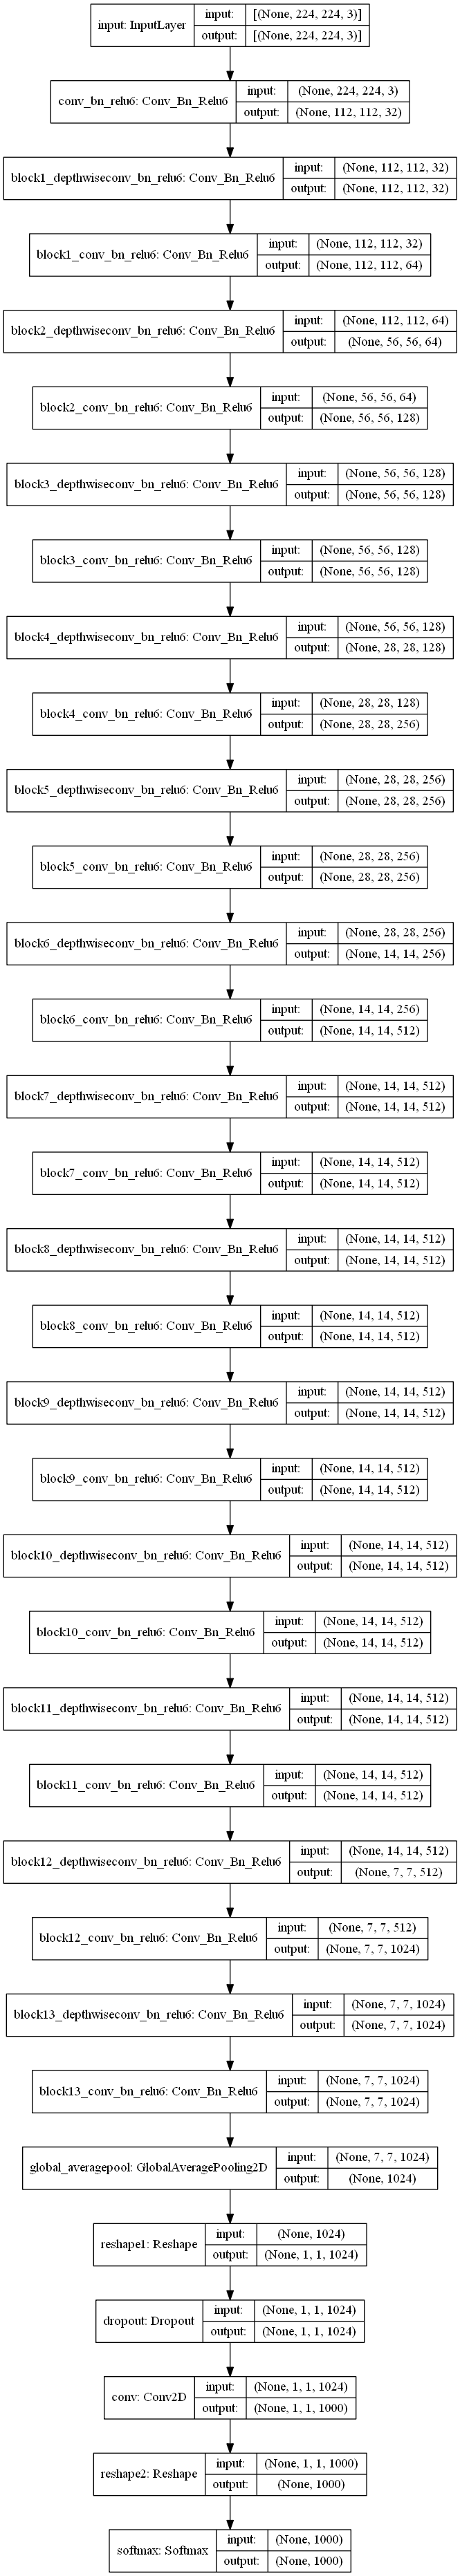 input: InputLayer
input: [(None, 224, 224, 3)]
output: [(None, 224, 224, 3)]
conv_bn_relu6: Conv_Bn_Relu6
input: (None, 224, 224, 3)
output: (None, 112, 112, 32)
block1_depthwiseconv_bn_relu6: Conv_Bn_Relu6
input: (None, 112, 112, 32)
output: (None, 112, 112, 32)
block1_conv_bn_relu6: Conv_Bn_Relu6
input: (None, 112, 112, 32)
output: (None, 112, 112, 64)
block2_depthwiseconv_bn_relu6: Conv_Bn_Relu6
input: (None, 112, 112, 64)
output: (None, 56, 56, 64)
block2_conv_bn_relu6: Conv_Bn_Relu6
input: (None, 56, 56, 64)
output: (None, 56, 56, 128)
block3_depthwiseconv_bn_relu6: Conv_Bn_Relu6
input: (None, 56, 56, 128)
output: (None, 56, 56, 128)
block3_conv_bn_relu6: Conv_Bn_Relu6
input: (None, 56, 56, 128)
output: (None, 56, 56, 128)
block4_depthwiseconv_bn_relu6: Conv_Bn_Relu6
input: (None, 56, 56, 128)
output: (None, 28, 28, 128)
block4_conv_bn_relu6: Conv_Bn_Relu6
input: (None, 28, 28, 128)
output: (None, 28, 28, 256)
block5_depthwiseconv_bn_relu6: Conv_Bn_Relu6
input: (None, 28, 28, 256)
output: (None, 28, 28, 256)
block5_conv_bn_relu6: Conv_Bn_Relu6
input: (None, 28, 28, 256)
output: (None, 28, 28, 256)
block6_depthwiseconv_bn_relu6: Conv_Bn_Relu6
input: (None, 28, 28, 256)
output: (None, 14, 14, 256)
block6_conv_bn_relu6: Conv_Bn_Relu6
input: (None, 14, 14, 256)
output: (None, 14, 14, 512)
block7_depthwiseconv_bn_relu6: Conv_Bn_Relu6
input: (None, 14, 14, 512)
output: (None, 14, 14, 512)
block7_conv_bn_relu6: Conv_Bn_Relu6
input: (None, 14, 14, 512)
output: (None, 14, 14, 512)
block8_depthwiseconv_bn_relu6: Conv_Bn_Relu6
input: (None, 14, 14, 512)
output: (None, 14, 14, 512)
block8_conv_bn_relu6: Conv_Bn_Relu6
input: (None, 14, 14, 512)
output: (None, 14, 14, 512)
block9_depthwiseconv_bn_relu6: Conv_Bn_Relu6
input: (None, 14, 14, 512)
output: (None, 14, 14, 512)
block9_conv_bn_relu6: Conv_Bn_Relu6
input: (None, 14, 14, 512)
output: (None, 14, 14, 512)
block10_depthwiseconv_bn_relu6: Conv_Bn_Relu6
input: (None, 14, 14, 512)
output: (None, 14, 14, 512)
block10_conv_bn_relu6: Conv_Bn_Relu6
input: (None, 14, 14, 512)
output: (None, 14, 14, 512)
block11_depthwiseconv_bn_relu6: Conv_Bn_Relu6
input: (None, 14, 14, 512)
output: (None, 14, 14, 512)
block11_conv_bn_relu6: Conv_Bn_Relu6
input: (None, 14, 14, 512)
output: (None, 14, 14, 512)
block12_depthwiseconv_bn_relu6: Conv_Bn_Relu6
input: (None, 14, 14, 512)
output: (None, 7, 7, 512)
block12_conv_bn_relu6: Conv_Bn_Relu6
input: (None, 7, 7, 512)
output: (None, 7, 7, 1024)
block13_depthwiseconv_bn_relu6: Conv_Bn_Relu6
input: (None, 7, 7, 1024)
output: (None, 7, 7, 1024)
block13_conv_bn_relu6: Conv_Bn_Relu6
input: (None, 7, 7, 1024)
output: (None, 7, 7, 1024)
global_averagepool: GlobalAveragePooling2D
input: (None, 7, 7, 1024)
output: (None, 1024)
reshape1: Reshape
input: (None, 1024)
output: (None, 1, 1, 1024)
dropout: Dropout
input: (None, 1, 1, 1024)
output: (None, 1, 1, 1024)
conv: Conv2D
input: (None, 1, 1, 1024)
output: (None, 1, 1, 1000)
reshape2: Reshape
input: (None, 1, 1, 1000)
output: (None, 1000)
softmax: Softmax
input: (None, 1000)
output: (None, 1000)